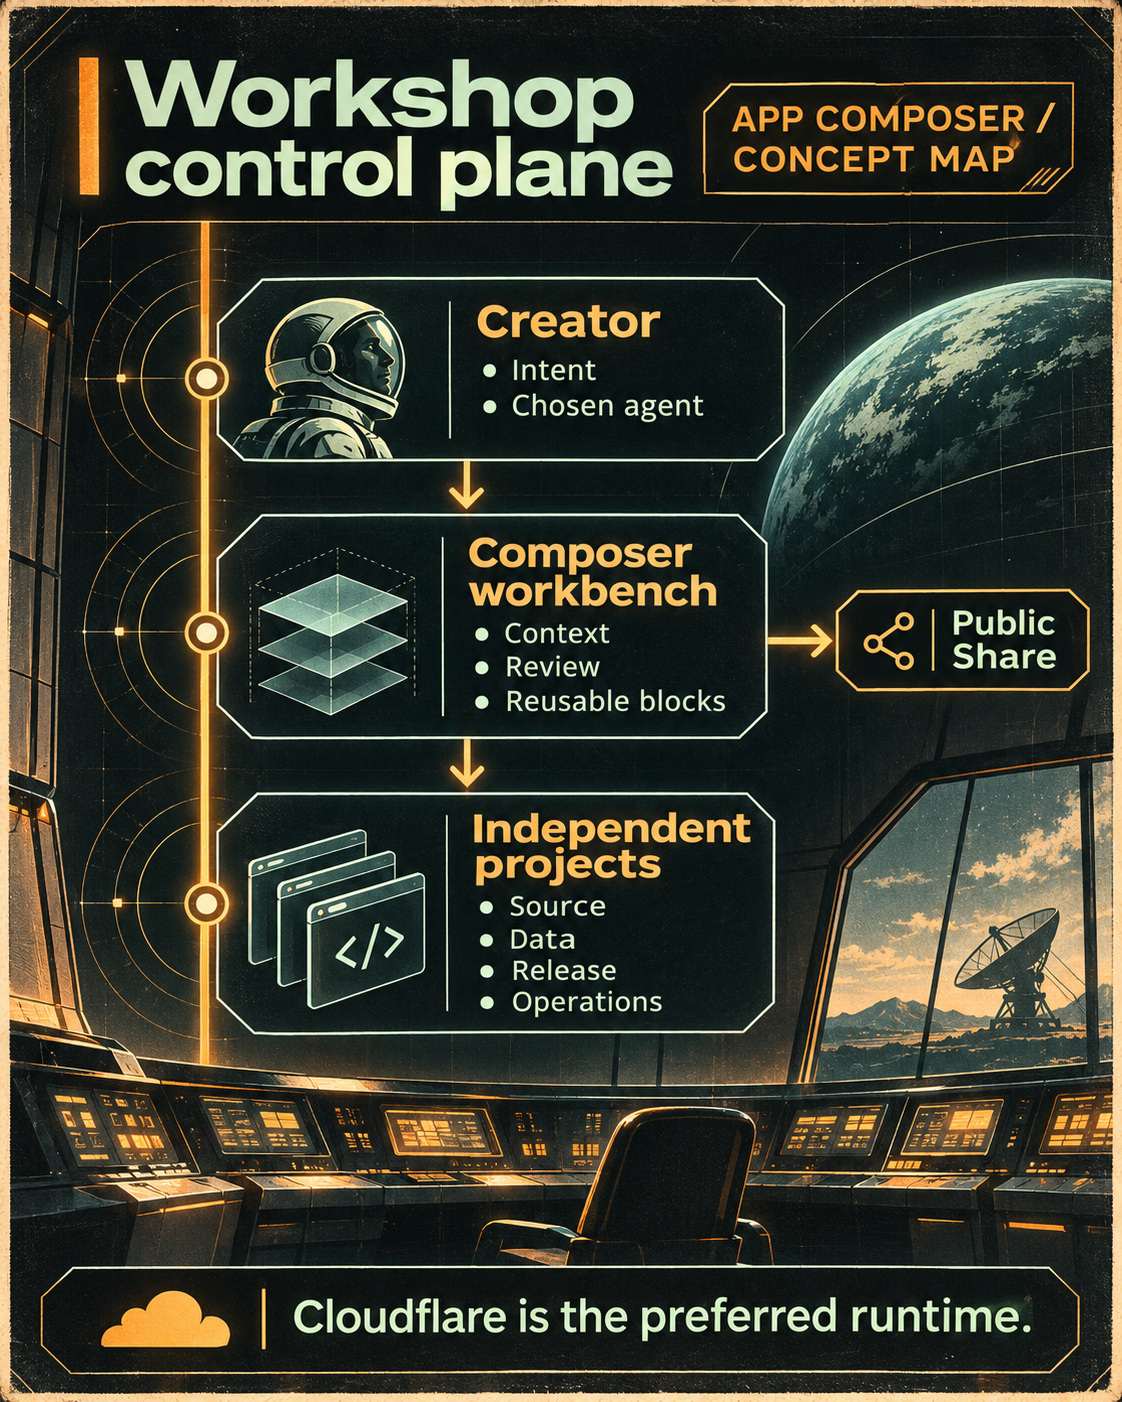 Workshop
control plane
APP COMPOSER /
CONCEPT MAP
Creator
• Intent
• Chosen agent
Composer
workbench
• Context
• Review
• Reusable blocks
Public
Share
Independent
projects
</>
• Source
• Data
• Release
• Operations
Cloudflare is the preferred runtime.